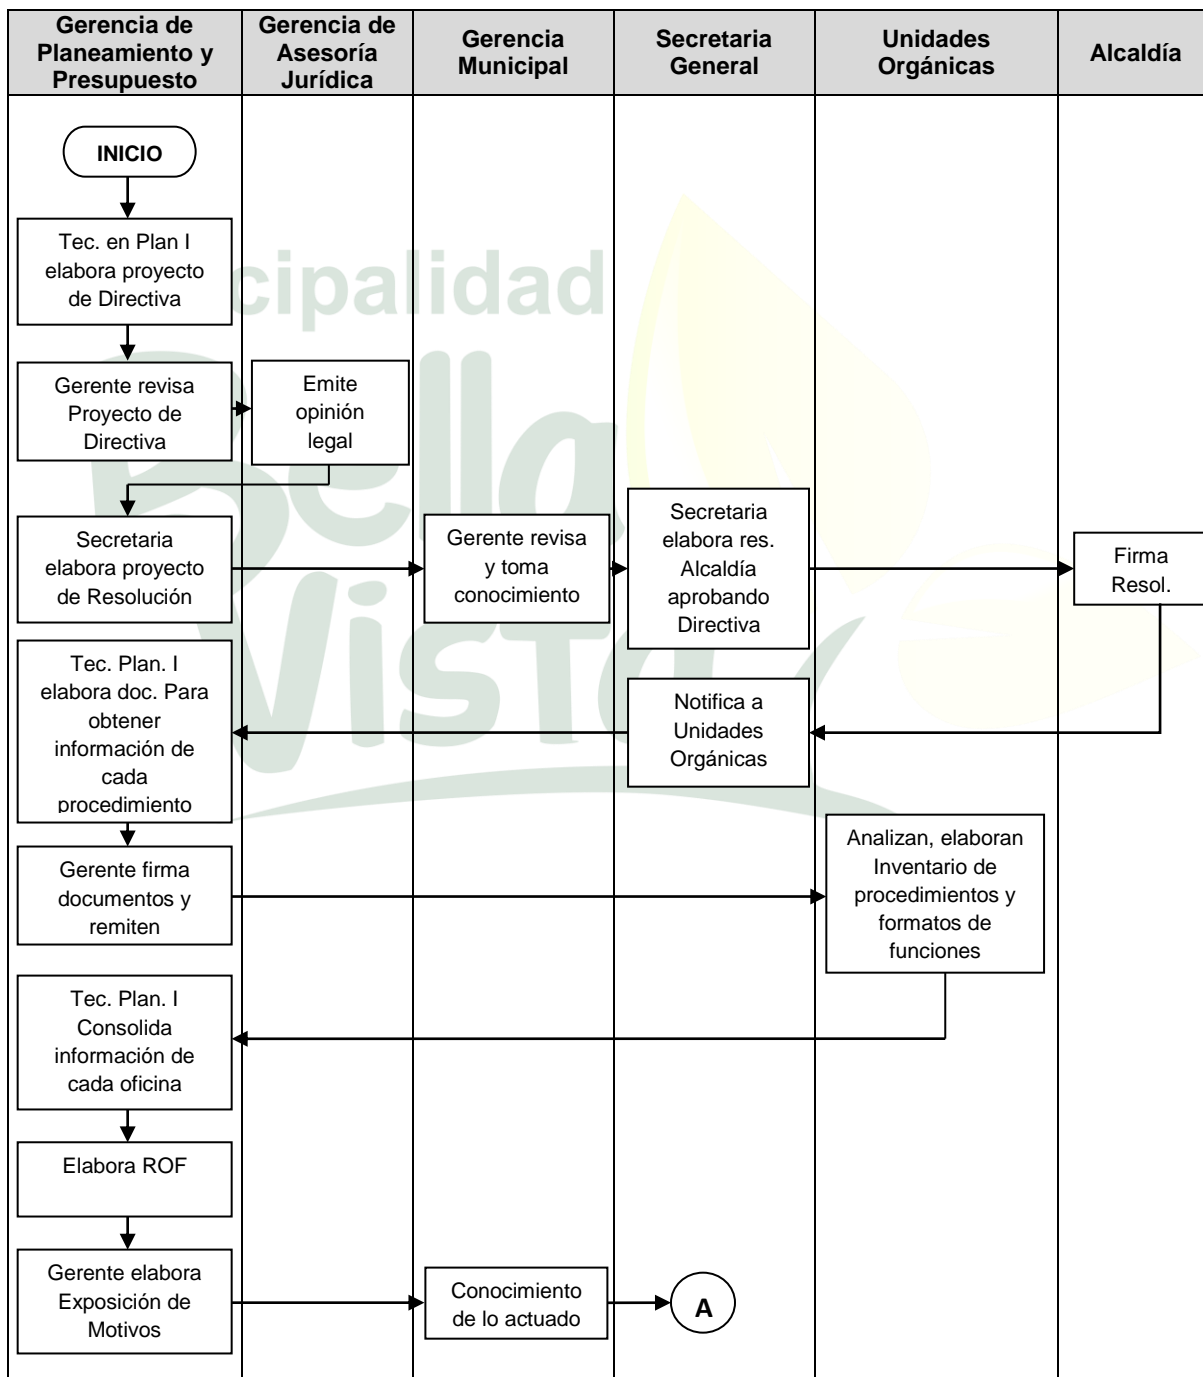 Gerencia de
Planeamiento y
Presupuesto
Gerencia de
Asesoría
Jurídica
Gerencia
Municipal
Secretaria
General
Unidades
Orgánicas
Alcaldía
INICIO
Tec. en Plan I
elabora proyecto
de Directiva
cipalidad
Bella
Vista
Gerente revisa
Proyecto de
Directiva
Emite
opinión
legal
Secretaria
elabora proyecto
de Resolución
Gerente revisa
y toma
conocimiento
Secretaria
elabora res.
Alcaldía
aprobando
Directiva
Firma
Resol.
Tec. Plan. I
elabora doc. Para
obtener
información de
cada
procedimiento
Notifica a
Unidades
Orgánicas
Gerente firma
documentos y
remiten
Analizan, elaboran
Inventario de
procedimientos y
formatos de
funciones
Tec. Plan. I
Consolida
información de
cada oficina
Elabora ROF
Gerente elabora
Exposición de
Motivos
Conocimiento
de lo actuado
A